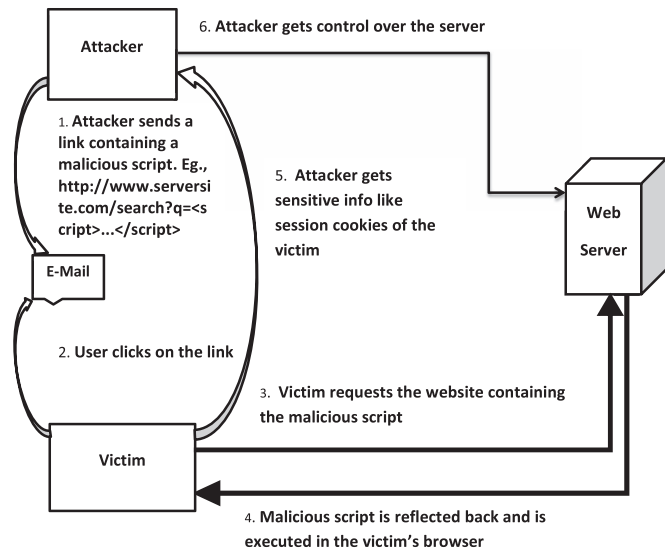 6. Attacker gets control over the server
Attacker
1. Attacker sends a
link containing a
malicious script. Eg.,
http://www.serversi
te.com/search?q=<s
cript>...</script>
5. Attacker gets
sensitive info like
session cookies of the
victim
Web
Server
E-Mail
2. User clicks on the link
3. Victim requests the website containing
the malicious script
Victim
4. Malicious script is reflected back and is
executed in the victim's browser